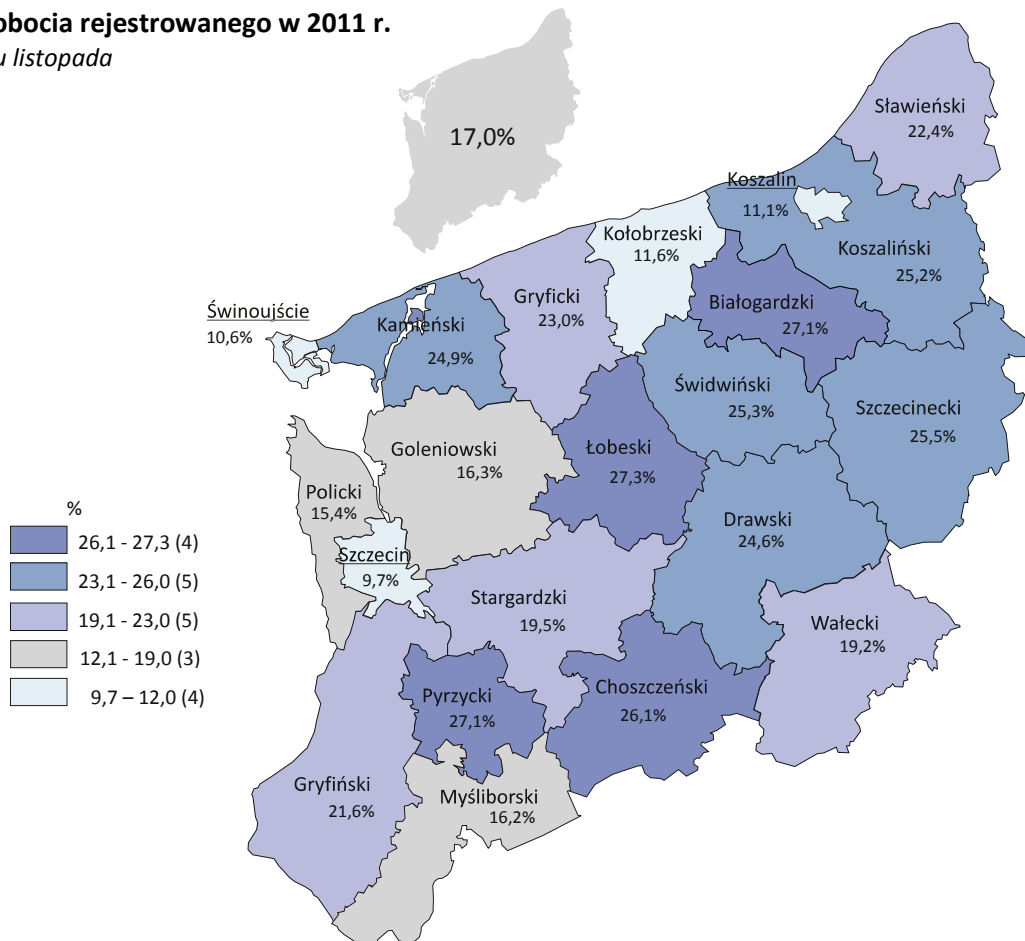 obocia rejestrowanego w 2011 r.
u listopada
17,0%
Sławieński
22,4%
Koszalin
11,1%
Kołobrzeski
11,6%
Koszaliński
25,2%
Gryficki
23,0%
Białogardzki
27,1%
Świnoujście
10,6%
Kamieński
24,9%
Świdwiński
25,3%
Szczecinecki
25,5%
Goleniowski
16,3%
Łobeski
27,3%
Policki
15,4%
Drawski
24,6%
Szczecin
9,7%
Stargardzki
19,5%
Wałecki
19,2%
Pyrzycki
27,1%
Choszczeński
26,1%
Gryfiński
21,6%
Myśliborski
16,2%
%
26,1 - 27,3 (4)
23,1 - 26,0 (5)
19,1 - 23,0 (5)
12,1 - 19,0 (3)
9,7 – 12,0 (4)